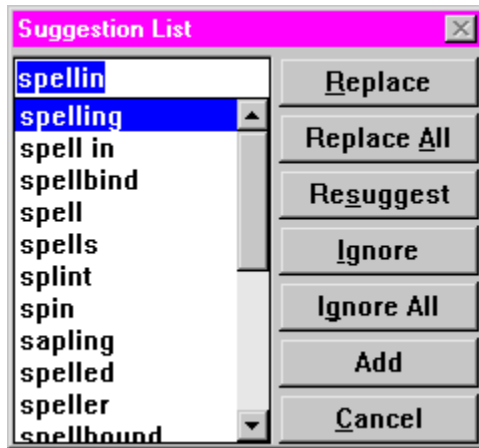 Suggestion List
spellin
spelling
spell in
spellbind
spell
spells
splint
spin
sapling
spelled
speller
spellbound
Replace
Replace All
Resuggest
Ignore
Ignore All
Add
Cancel